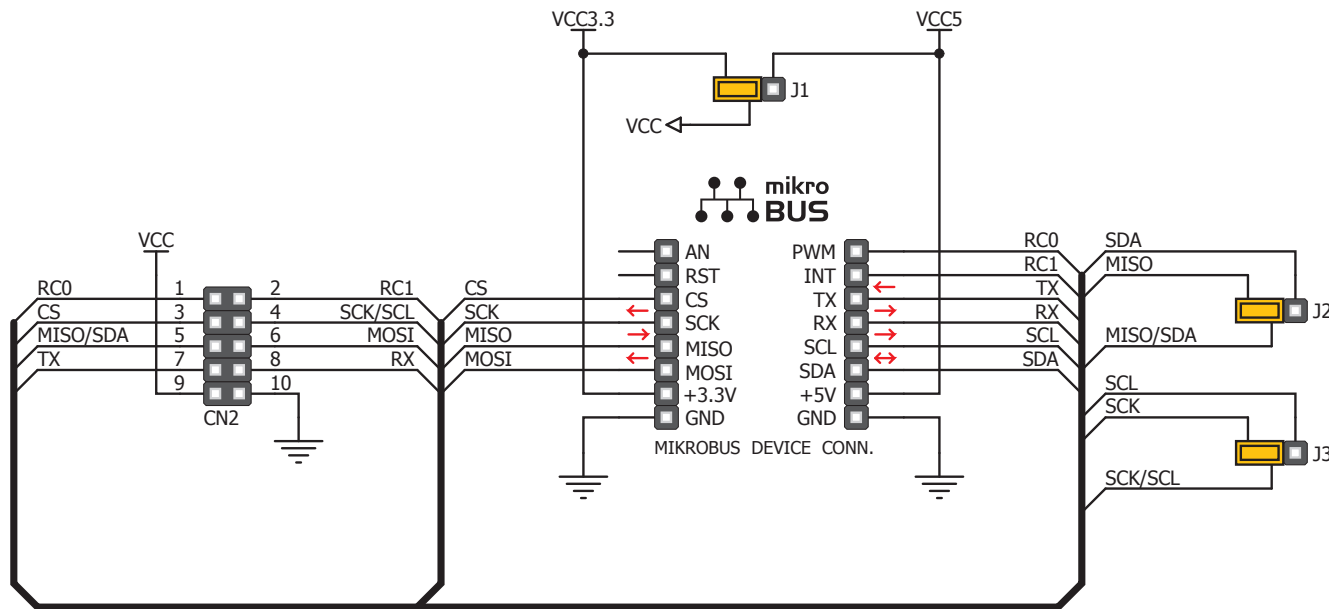 VCC3.3
VCC5
J1
VCC
mikro
BUS
VCC
RC0 1 2 RC1
CS 3 4 SCK/SCL
MISO/SDA 5 6 MOSI
TX 7 8 RX
9 10
CN2
CS
SCK
MISO
MOSI
AN
RST
CS
SCK
MISO
MOSI
+3.3V
GND
PWM
INT
TX
RX
SCL
SDA
+5V
GND
MIKROBUS DEVICE CONN.
RC0
RC1
TX
RX
SCL
SDA
SDA
MISO
J2
MISO/SDA
SCL
SCK
J3
SCK/SCL